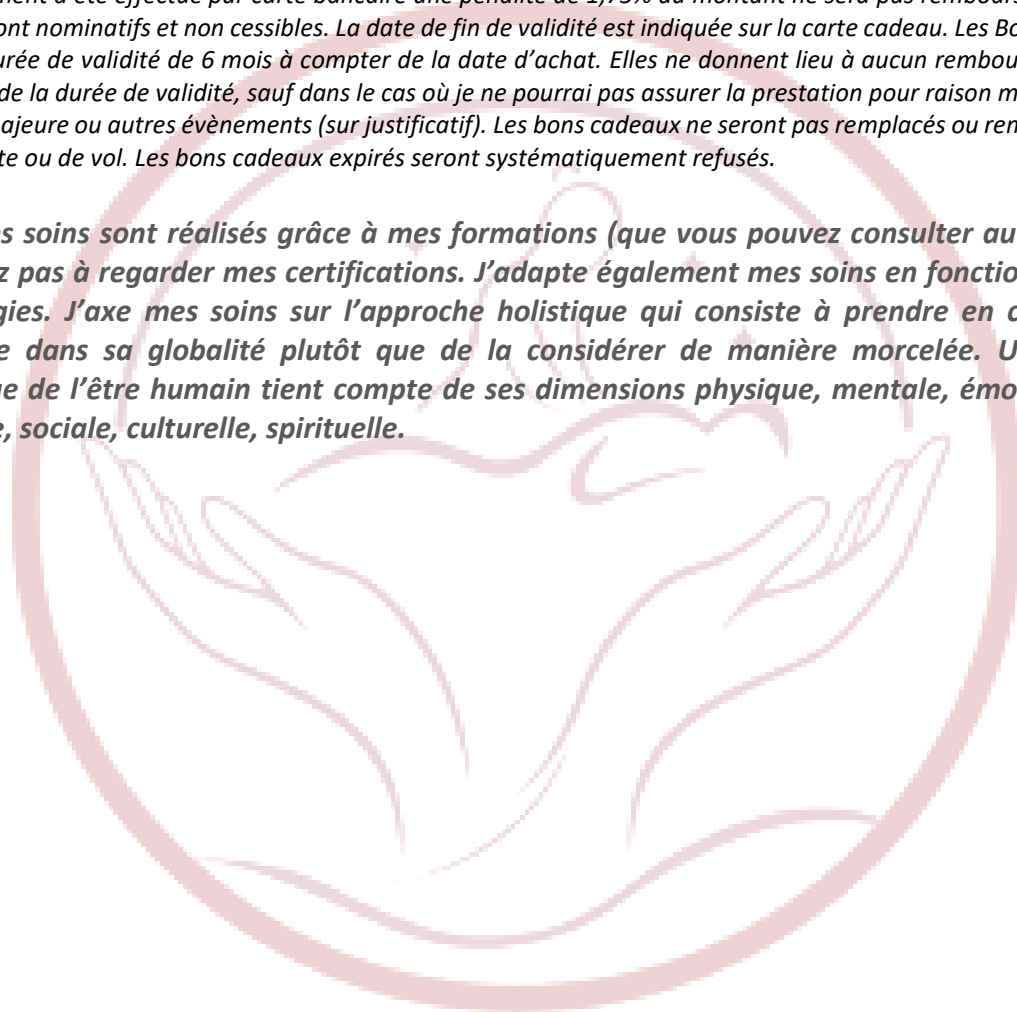 ment a été effectué par carte bancaire une pénalité de 1,75% du montant ne sera pas rembours
ont nominatifs et non cessibles. La date de fin de validité est indiquée sur la carte cadeau. Les Bo
urée de validité de 6 mois à compter de la date d’achat. Elles ne donnent lieu à aucun rembou
de la durée de validité, sauf dans le cas où je ne pourrai pas assurer la prestation pour raison m
ajeure ou autres évènements (sur justificatif). Les bons cadeaux ne seront pas remplacés ou rem
te ou de vol. Les bons cadeaux expirés seront systématiquement refusés.
es soins sont réalisés grâce à mes formations (que vous pouvez consulter au
z pas à regarder mes certifications. J’adapte également mes soins en fonctio
gies. J’axe mes soins sur l’approche holistique qui consiste à prendre en c
e dans sa globalité plutôt que de la considérer de manière morcelée. U
ue de l’être humain tient compte de ses dimensions physique, mentale, émo
e, sociale, culturelle, spirituelle.